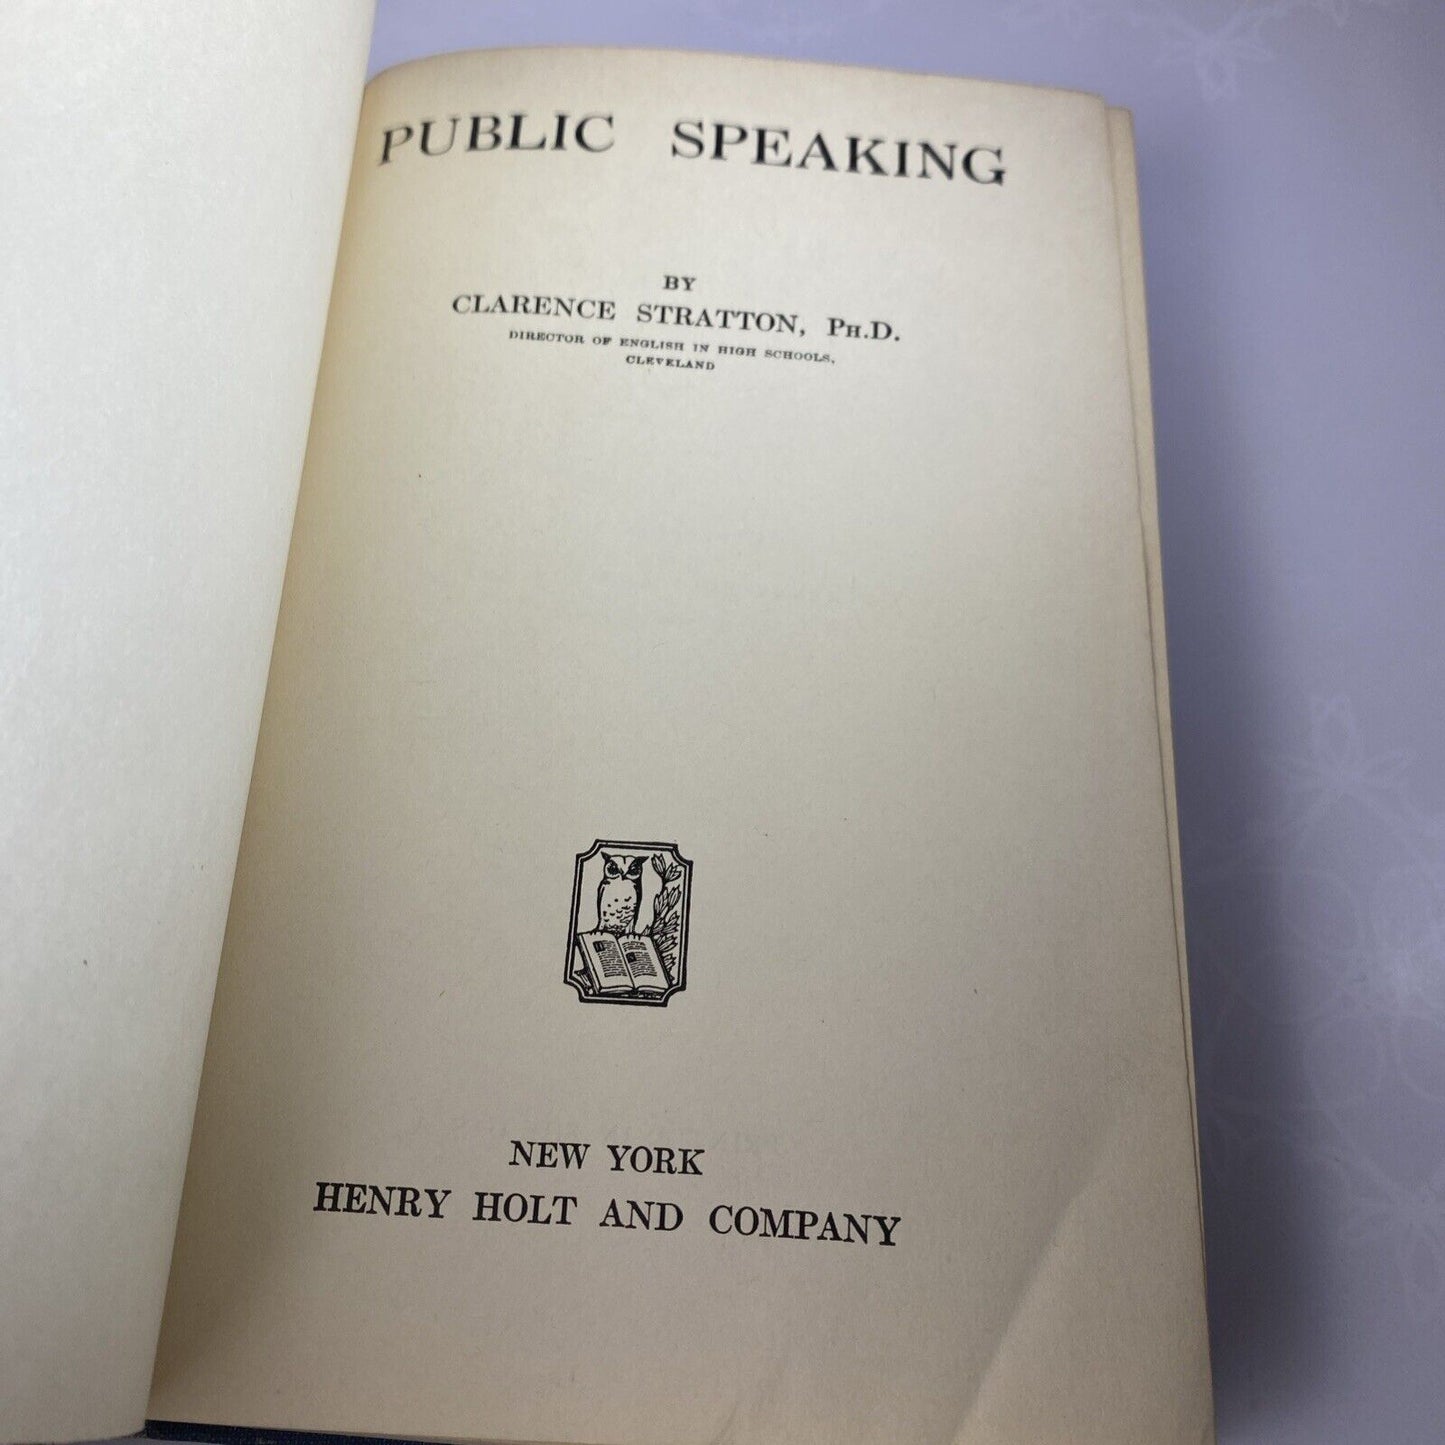 PUBLIC SPEAKING
BY
CLARENCE STRATTON, PH.D.
DIRECTOR OF ENGLISH IN HIGH SCHOOLS,
CLEVELAND
NEW YORK
HENRY HOLT AND COMPANY